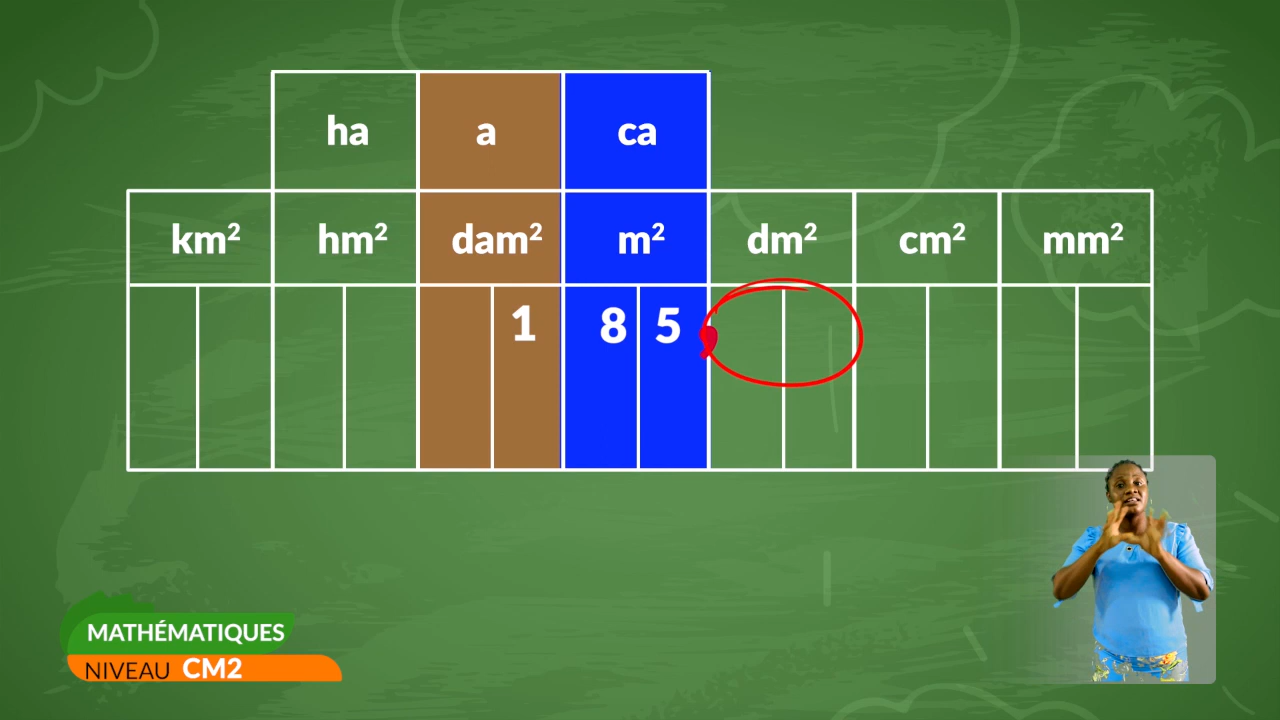 ha a ca
km² hm² dam² m² dm² cm² mm²
1 8 5 ,
MATHÉMATIQUES
NIVEAU CM2